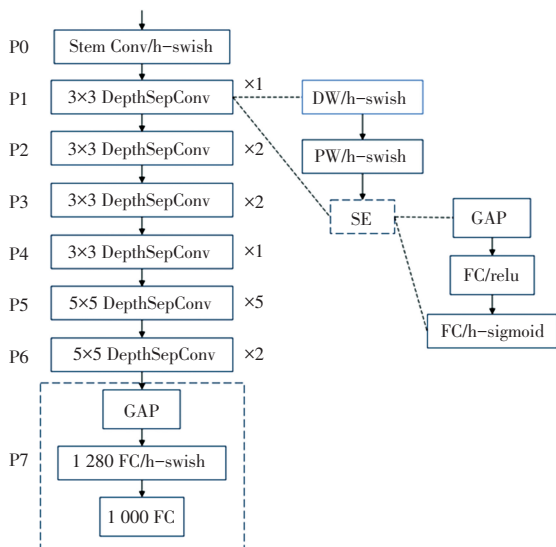 P0
Stem Conv/h-swish
P1
3×3 DepthSepConv
×1
DW/h-swish
P2
3×3 DepthSepConv
×2
PW/h-swish
P3
3×3 DepthSepConv
×2
SE
GAP
P4
3×3 DepthSepConv
×1
FC/relu
P5
5×5 DepthSepConv
×5
FC/h-sigmoid
P6
5×5 DepthSepConv
×2
GAP
P7
1 280 FC/h-swish
1 000 FC